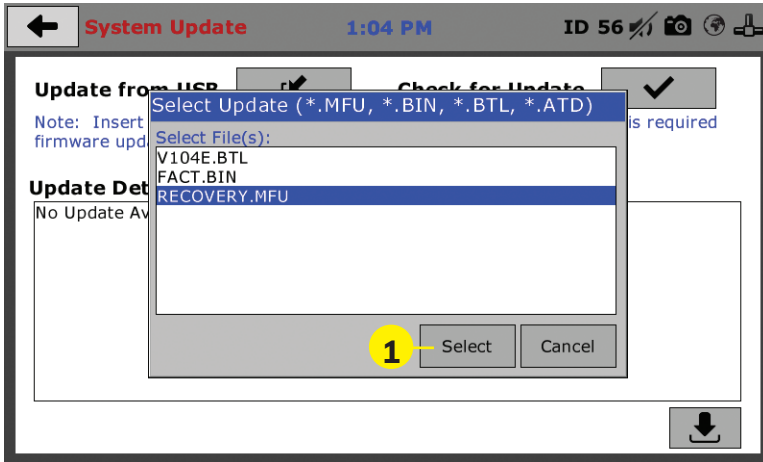 System Update 1:04 PM ID 56
Update from USB Check for Update
Select Update (*.MFU, *.BIN, *.BTL, *.ATD)
Note: Insert is required
firmware upd
Select File(s):
V104E.BTL
FACT.BIN
Update Det
RECOVERY.MFU
No Update Av
1 Select Cancel